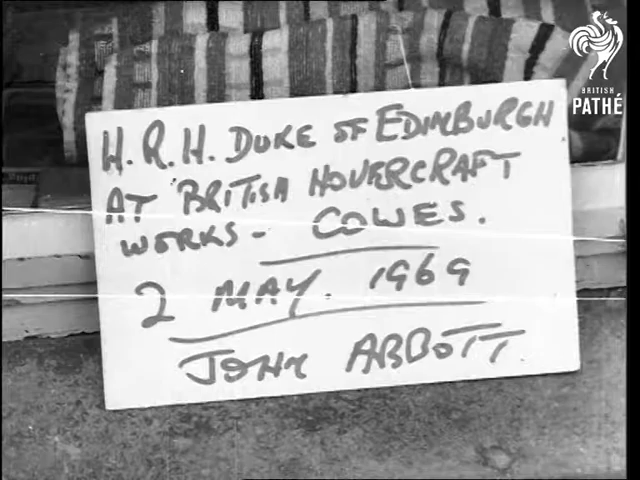 H. R. H. DUKE OF EDINBURGH
AT BRITISH HOVERCRAFT
WORKS - COWES.
2 MAY. 1969
JOHN ABBOTT.
BRITISH
PATHÉ